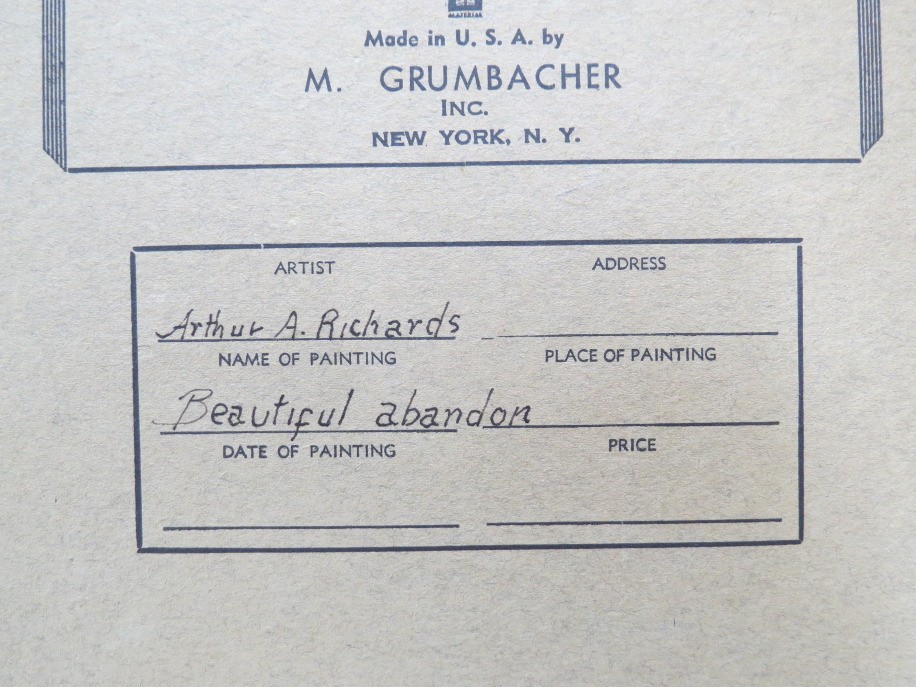 MATERIAL
Made in U. S. A. by
M. GRUMBACHER
INC.
NEW YORK, N. Y.
ARTIST ADDRESS
Arthur A. Richards
NAME OF PAINTING PLACE OF PAINTING
Beautiful abandon
DATE OF PAINTING PRICE